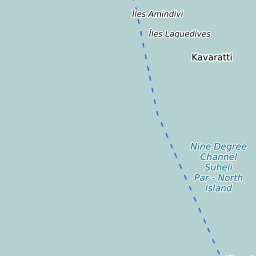 Îles Amindivi
Îles Laquedives
Kavaratti
Nine Degree
Channel
Suheli
Par - North
Island